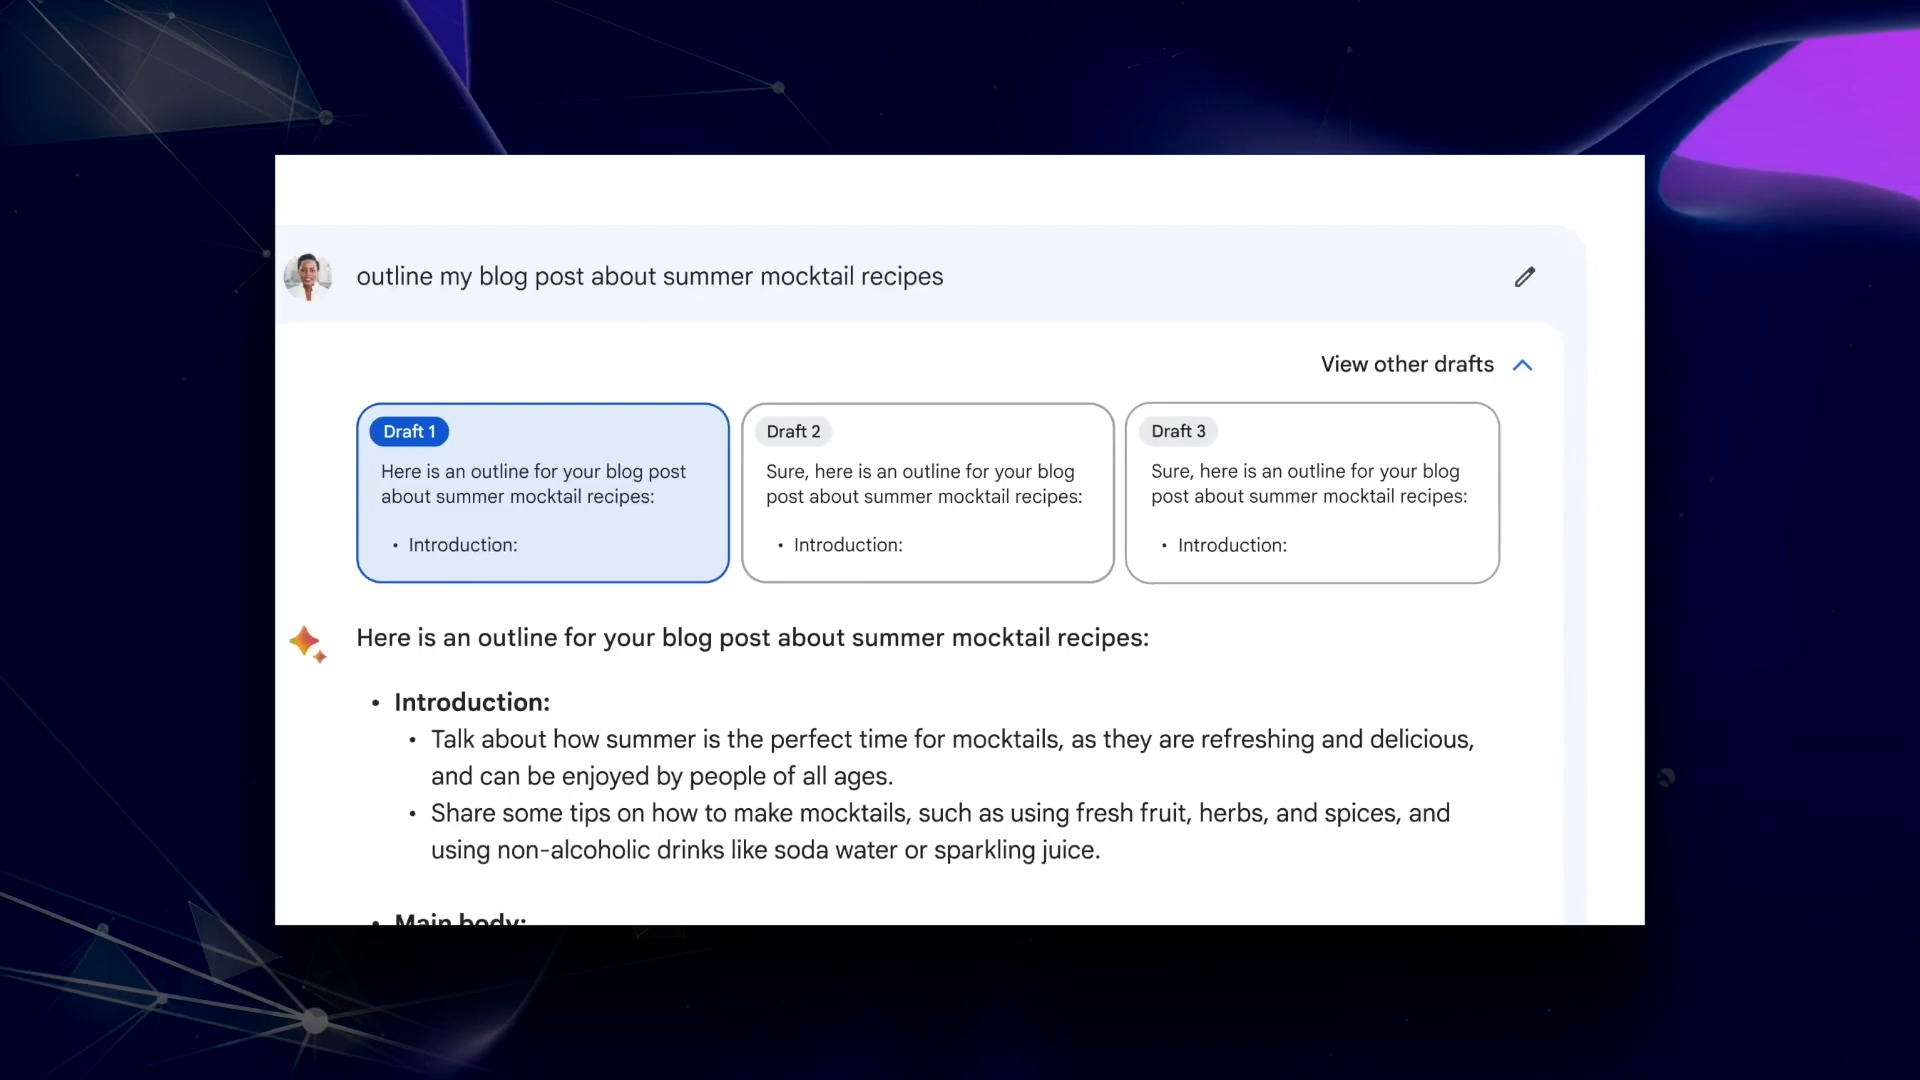 outline my blog post about summer mocktail recipes
View other drafts
Draft 1
Here is an outline for your blog post
about summer mocktail recipes:
• Introduction:
Draft 2
Sure, here is an outline for your blog
post about summer mocktail recipes:
• Introduction:
Draft 3
Sure, here is an outline for your blog
post about summer mocktail recipes:
• Introduction:
Here is an outline for your blog post about summer mocktail recipes:
• Introduction:
• Talk about how summer is the perfect time for mocktails, as they are refreshing and delicious,
and can be enjoyed by people of all ages.
• Share some tips on how to make mocktails, such as using fresh fruit, herbs, and spices, and
using non-alcoholic drinks like soda water or sparkling juice.
• Main body: